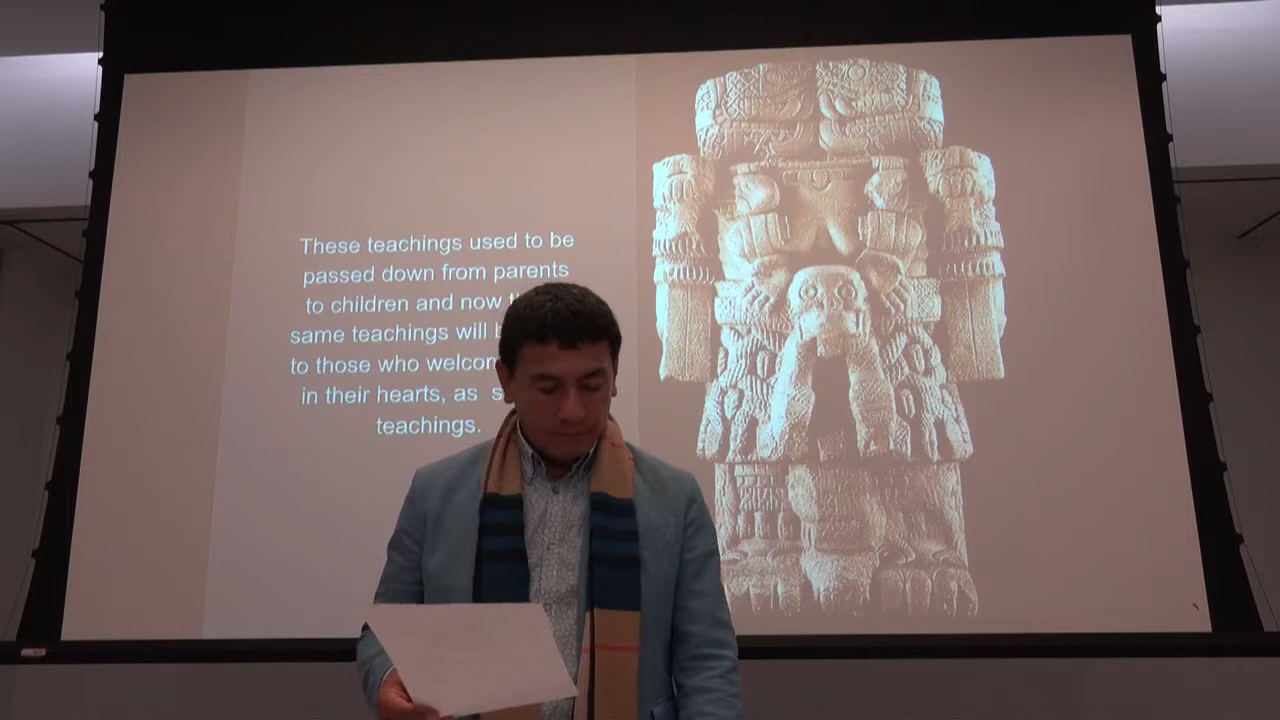 These teachings used to be
passed down from parents
to children and now
same teachings will
to those who
in their hearts, as
teachings.